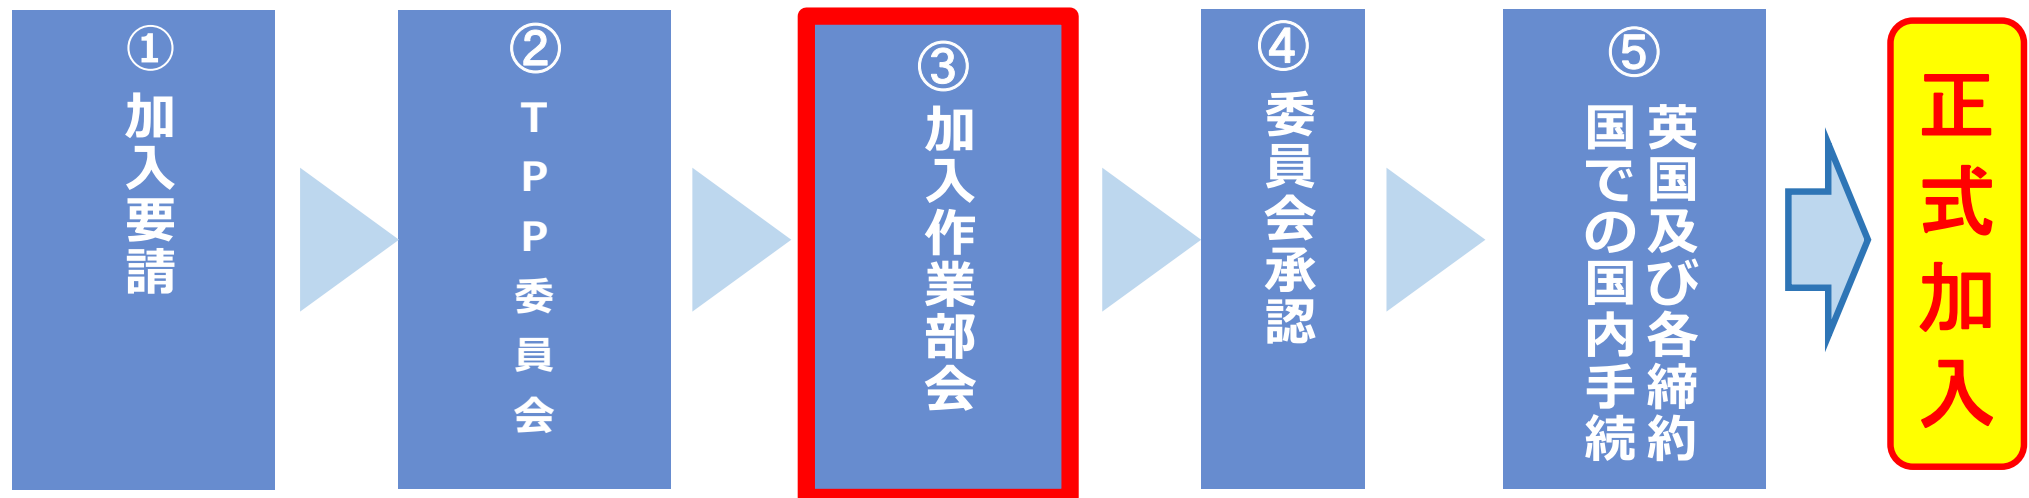 ①
加入要請
②
TPP委員会
③
加入作業部会
④
委員会承認
⑤
英国及び各締約
国での国内手続
正式加入